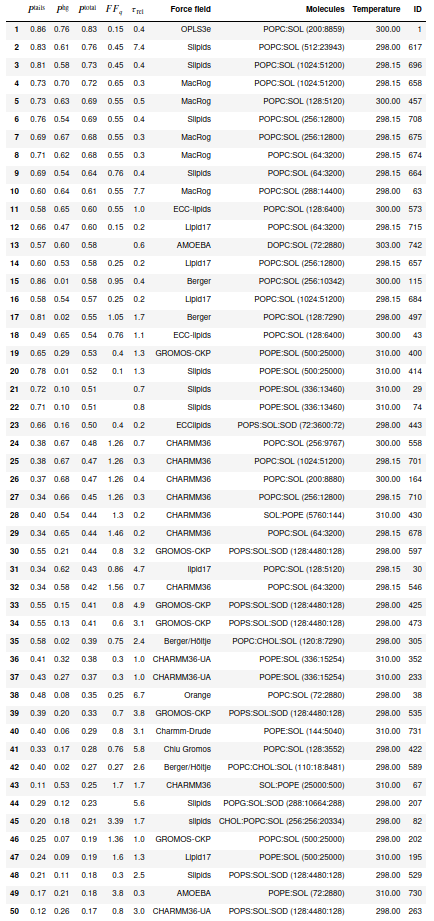 Ptails Phg Ptotal FFq τrel Force field Molecules Temperature ID
1 0.86 0.76 0.83 0.15 0.4 OPLS3e POPC:SOL (200:8859) 300.00 1
2 0.83 0.61 0.76 0.45 7.4 Slipids POPC:SOL (512:23943) 298.00 617
3 0.81 0.58 0.73 0.45 0.4 Slipids POPC:SOL (1024:51200) 298.15 696
4 0.73 0.70 0.72 0.65 0.3 MacRog POPC:SOL (1024:51200) 298.15 658
5 0.73 0.63 0.69 0.55 0.5 MacRog POPC:SOL (128:5120) 300.00 457
6 0.76 0.54 0.69 0.45 0.4 Slipids POPC:SOL (256:12800) 298.15 708
7 0.69 0.67 0.68 0.55 0.3 MacRog POPC:SOL (256:12800) 298.15 675
8 0.71 0.62 0.68 0.55 0.3 MacRog POPC:SOL (64:3200) 298.15 674
9 0.69 0.54 0.64 0.76 0.4 Slipids POPC:SOL (64:3200) 298.15 664
10 0.60 0.64 0.61 0.55 7.7 MacRog POPC:SOL (288:14400) 298.00 63
11 0.58 0.65 0.60 0.55 1.0 ECC-lipids POPC:SOL (128:6400) 300.00 573
12 0.66 0.47 0.60 0.15 0.2 Lipid17 POPC:SOL (64:3200) 298.15 715
13 0.57 0.60 0.58 0.6 AMOEBA DOPC:SOL (72:2880) 303.00 742
14 0.60 0.53 0.58 0.25 0.2 Lipid17 POPC:SOL (256:12800) 298.15 657
15 0.86 0.01 0.58 0.95 0.4 Berger POPC:SOL (256:10342) 300.00 115
16 0.58 0.54 0.57 0.25 0.2 Lipid17 POPC:SOL (1024:51200) 298.15 684
17 0.81 0.02 0.55 1.05 1.7 Berger POPC:SOL (128:7290) 298.00 497
18 0.49 0.65 0.54 0.76 1.1 ECC-lipids POPC:SOL (128:6400) 300.00 43
19 0.65 0.29 0.53 0.4 1.3 GROMOS-CKP POPE:SOL (500:25000) 310.00 400
20 0.78 0.01 0.52 0.1 1.3 Slipids POPE:SOL (500:25000) 310.00 414
21 0.72 0.10 0.51 0.7 Slipids POPE:SOL (336:13460) 310.00 29
22 0.71 0.10 0.51 0.8 Slipids POPE:SOL (336:13460) 310.00 74
23 0.66 0.16 0.50 0.4 0.2 ECClipids POPS:SOL:SOD (72:3600:72) 298.00 443
24 0.38 0.67 0.48 1.26 0.7 CHARMM36 POPC:SOL (256:9767) 300.00 558
25 0.38 0.67 0.47 1.26 0.3 CHARMM36 POPC:SOL (1024:51200) 298.15 701
26 0.37 0.68 0.47 1.26 0.4 CHARMM36 POPC:SOL (200:8880) 300.00 164
27 0.34 0.66 0.45 1.26 0.3 CHARMM36 POPC:SOL (256:12800) 298.15 710
28 0.40 0.54 0.44 1.3 0.2 CHARMM36 SOL:POPE (5760:144) 310.00 430
29 0.34 0.65 0.44 1.46 0.2 CHARMM36 POPC:SOL (64:3200) 298.15 678
30 0.55 0.21 0.44 0.8 3.2 GROMOS-CKP POPS:SOL:SOD (128:4480:128) 298.00 597
31 0.34 0.62 0.43 0.86 4.7 lipid17 POPC:SOL (128:5120) 298.15 30
32 0.34 0.58 0.42 1.56 0.7 CHARMM36 POPC:SOL (64:3200) 298.15 546
33 0.55 0.15 0.41 0.8 4.9 GROMOS-CKP POPS:SOL:SOD (128:4480:128) 298.00 425
34 0.55 0.13 0.41 0.6 3.1 GROMOS-CKP POPS:SOL:SOD (128:4480:128) 298.00 473
35 0.58 0.02 0.39 0.75 2.4 Berger/Höltje POPC:CHOL:SOL (120:8:7290) 298.00 305
36 0.41 0.32 0.38 0.3 1.0 CHARMM36-UA POPE:SOL (336:15254) 310.00 352
37 0.43 0.27 0.37 0.3 1.0 CHARMM36-UA POPE:SOL (336:15254) 310.00 233
38 0.48 0.08 0.35 0.25 6.7 Orange POPC:SOL (72:2880) 298.00 38
39 0.39 0.20 0.33 0.7 3.8 GROMOS-CKP POPS:SOL:SOD (128:4480:128) 298.00 535
40 0.40 0.06 0.29 0.8 3.1 Charmm-Drude POPE:SOL (144:5040) 310.00 731
41 0.33 0.17 0.28 0.76 5.8 Chiu Gromos POPC:SOL (128:3552) 298.00 422
42 0.40 0.02 0.27 0.27 2.6 Berger/Höltje POPC:CHOL:SOL (110:18:8481) 298.00 589
43 0.11 0.53 0.25 1.7 1.7 CHARMM36 SOL:POPE (25000:500) 310.00 67
44 0.29 0.12 0.23 5.6 Slipids POPG:SOL:SOD (288:10664:288) 298.00 207
45 0.20 0.18 0.21 3.39 1.7 slipids CHOL:POPC:SOL (256:256:20334) 298.00 82
46 0.25 0.07 0.19 1.36 1.0 GROMOS-CKP POPC:SOL (500:25000) 298.00 202
47 0.24 0.09 0.19 1.6 1.3 Lipid17 POPE:SOL (500:25000) 310.00 195
48 0.21 0.11 0.18 0.3 2.5 Slipids POPS:SOL:SOD (128:4480:128) 298.00 529
49 0.17 0.21 0.18 3.8 0.3 AMOEBA POPE:SOL (72:2880) 310.00 730
50 0.12 0.26 0.17 0.8 3.0 CHARMM36-UA POPS:SOL:SOD (128:4480:128) 298.00 263